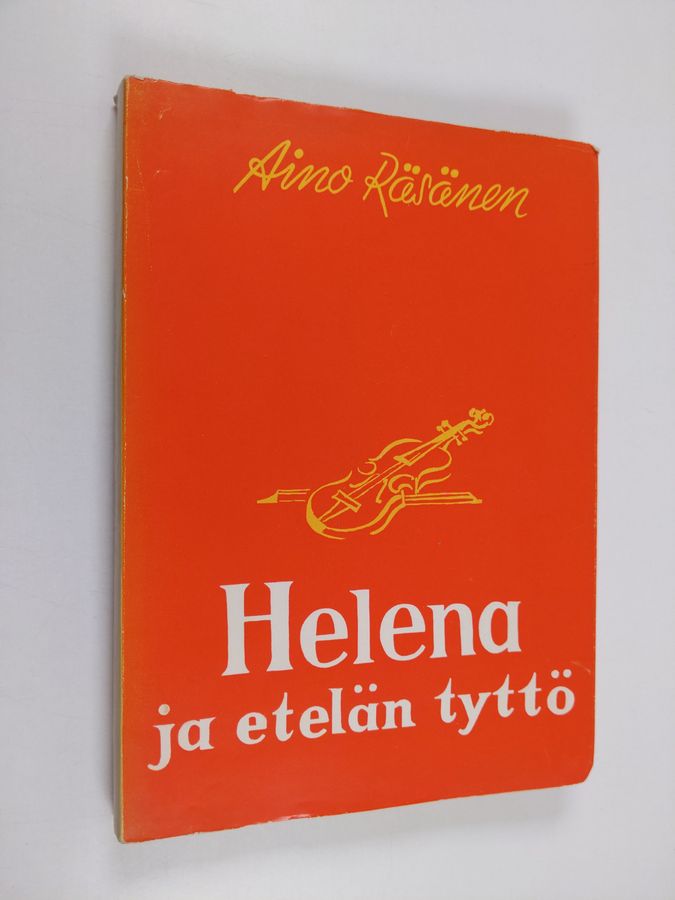 Aino Räsänen
Helena
ja etelän tyttö